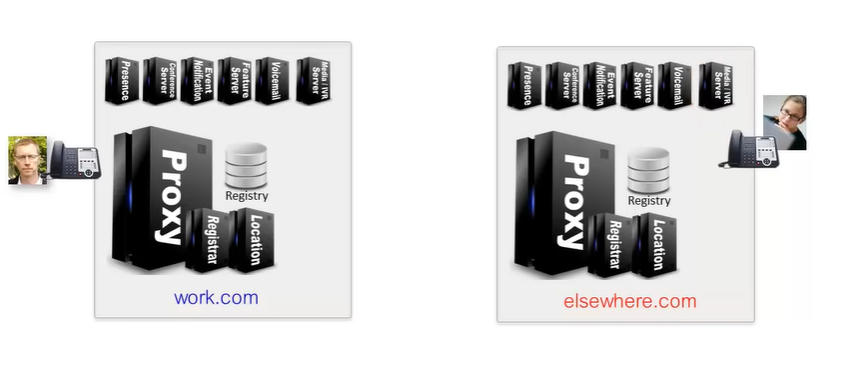 Presence
Conference Server
Event Notification
Feature Server
Voicemail
Media / IVR Server
Proxy
Registry
Registrar
Location
work.com
Presence
Conference Server
Event Notification
Feature Server
Voicemail
Media / IVR Server
Proxy
Registry
Registrar
Location
elsewhere.com